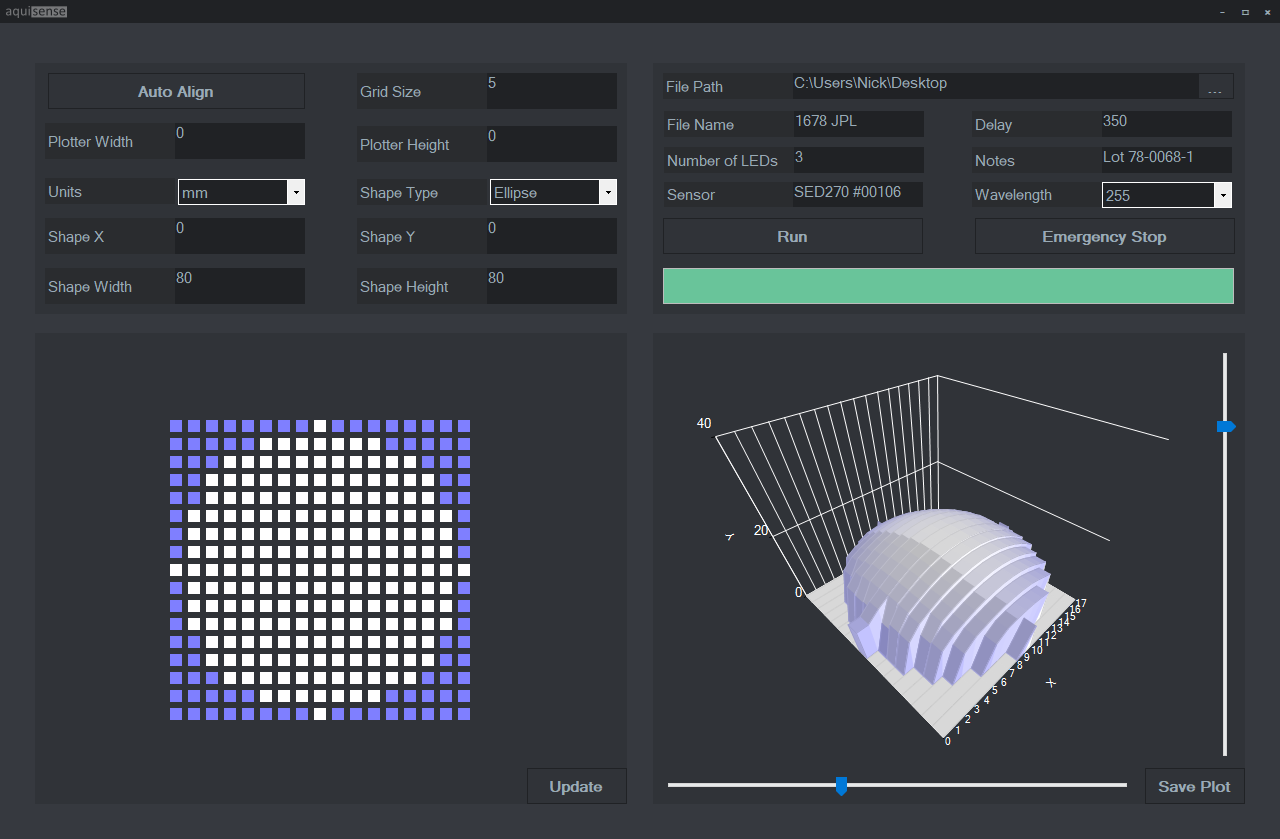 aquisense
Auto Align
Grid Size 5
Plotter Width 0
Plotter Height 0
Units mm
Shape Type Ellipse
Shape X 0
Shape Y 0
Shape Width 80
Shape Height 80
File Path C:\Users\Nick\Desktop ...
File Name 1678 JPL
Delay 350
Number of LEDs 3
Notes Lot 78-0068-1
Sensor SED270 #00106
Wavelength 255
Run
Emergency Stop
Update
40
20
0
Y
17
16
15
14
13
12
11
10
9
8
7
6
5
4
3
2
1
0
X
Save Plot